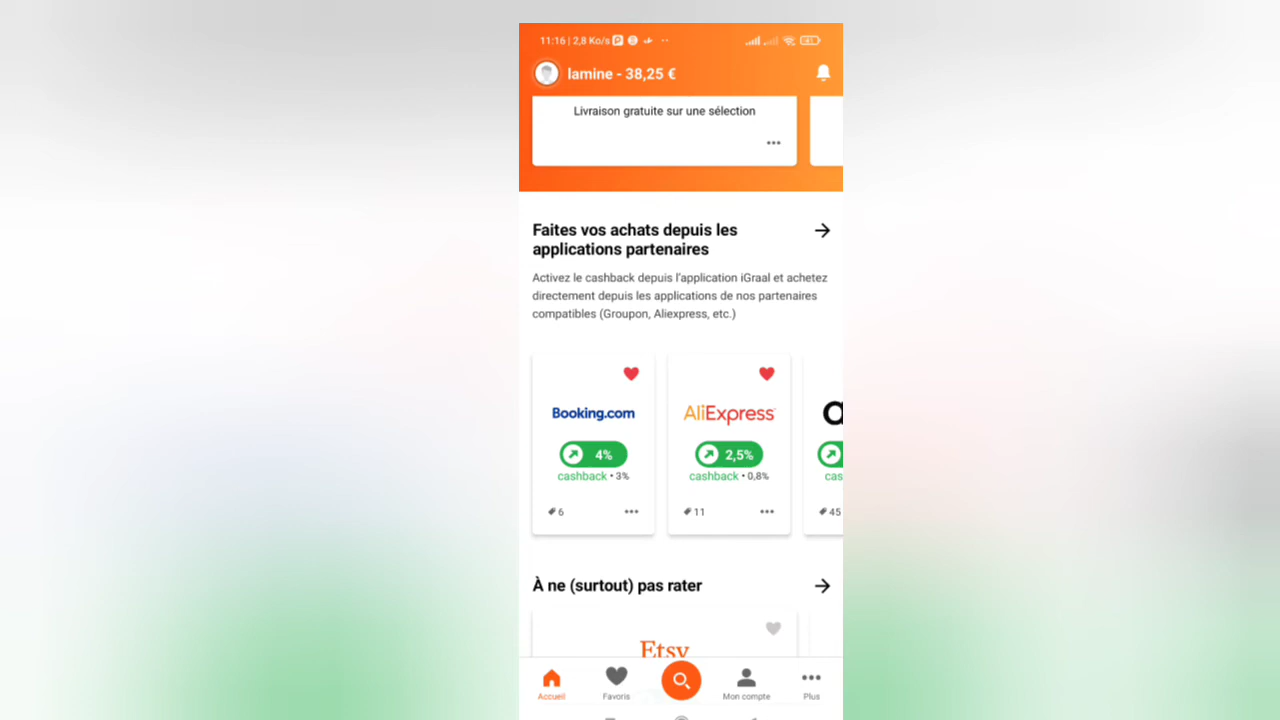 11:16 | 2,8 Ko/s
lamine - 38,25 €
Livraison gratuite sur une sélection
Faites vos achats depuis les
applications partenaires
Activez le cashback depuis l'application iGraal et achetez
directement depuis les applications de nos partenaires
compatibles (Groupon, Aliexpress, etc.)
Booking.com
4%
cashback • 3%
6
AliExpress
2,5%
cashback • 0,8%
11
cas
45
À ne (surtout) pas rater
Etsy
Accueil
Favoris
Mon compte
Plus